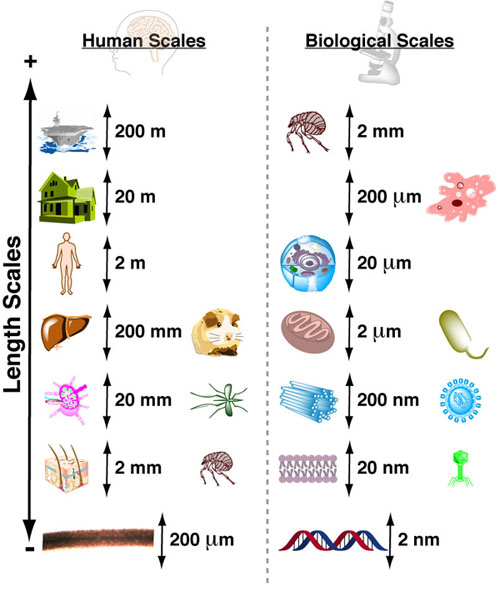 Human Scales
Biological Scales
+
200 m
2 mm
20 m
200 μm
2 m
20 μm
200 mm
2 μm
20 mm
200 nm
2 mm
20 nm
200 μm
2 nm
-
Length Scales